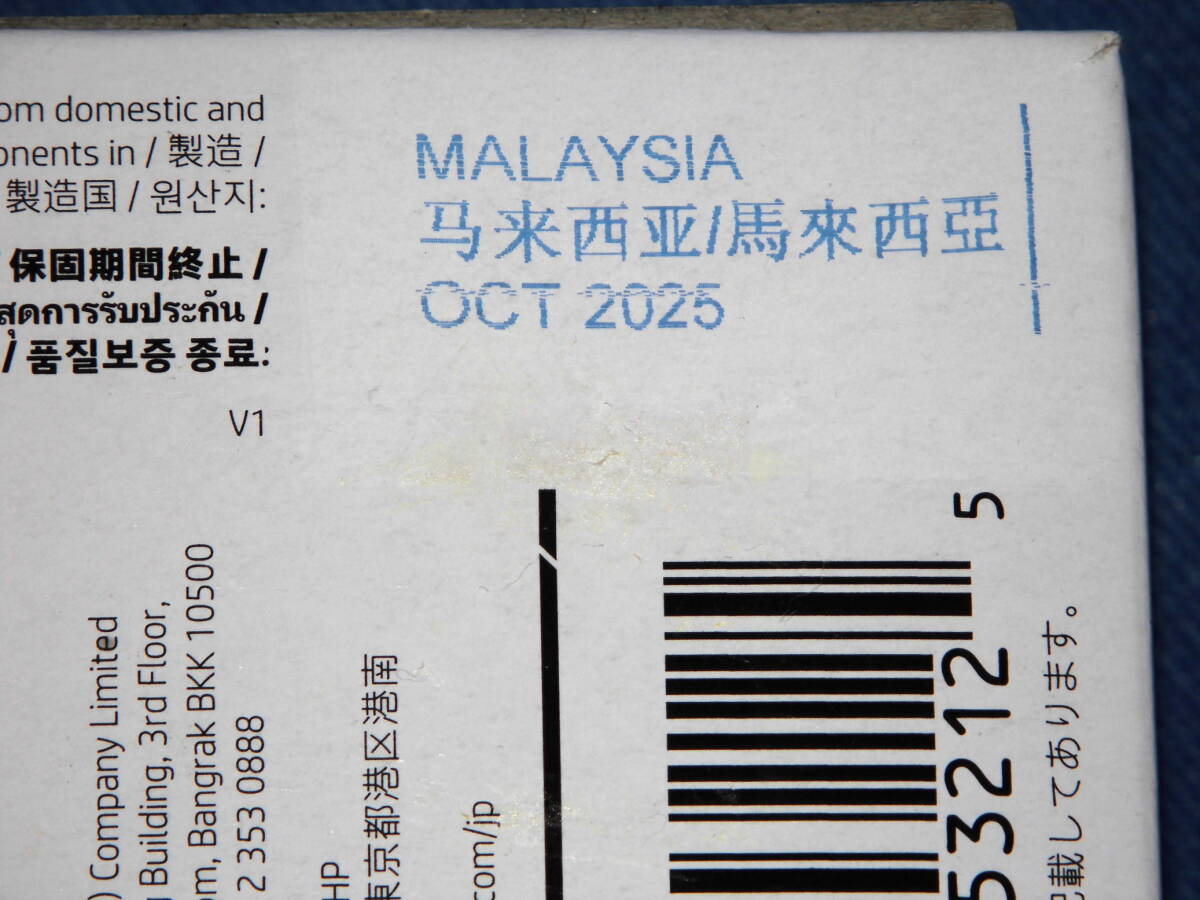 om domestic and
onents in / 製造 /
製造国 / 원산지:
/ 保固期間終止 /
สุดการรับประกัน /
/ 품질보증 종료:
V1
MALAYSIA
马来西亚/馬來西亞
OCT 2025
) Company Limited
Building, 3rd Floor,
om, Bangrak BKK 10500
2 353 0888
HP
東京都港区港南
com/jp
53212 5
記載してあります。